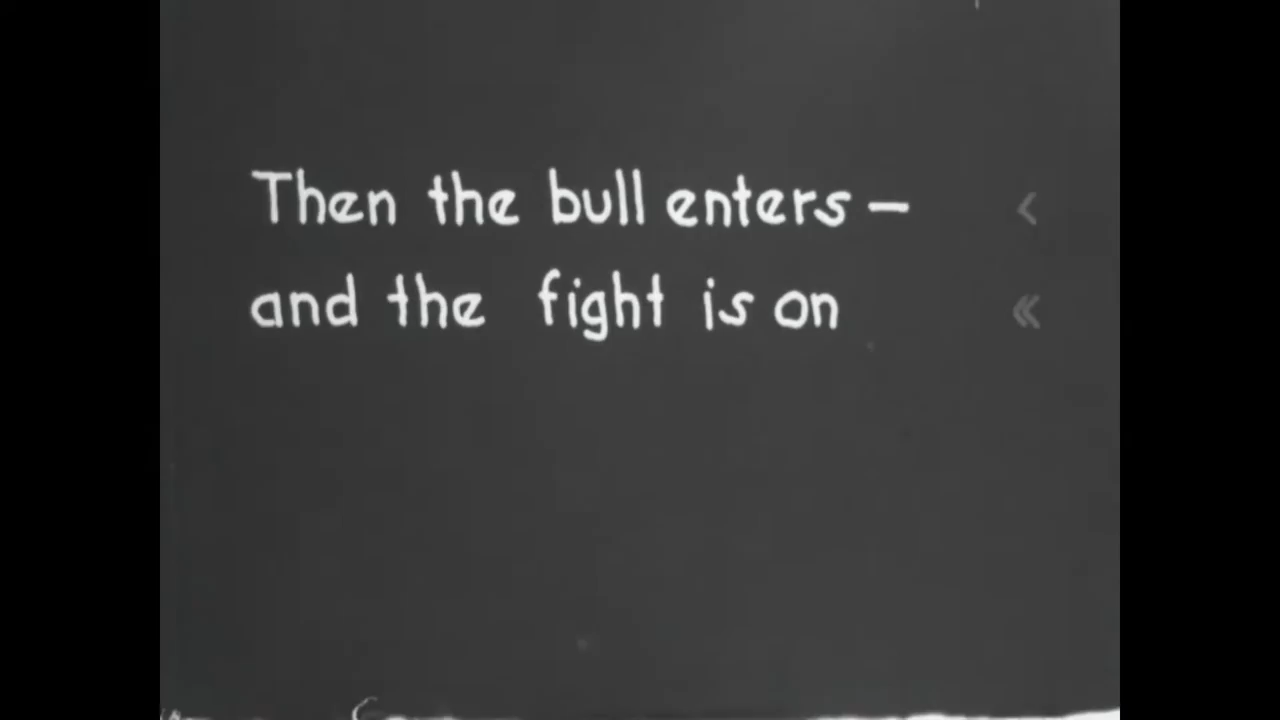 Then the bull enters – <
and the fight is on «